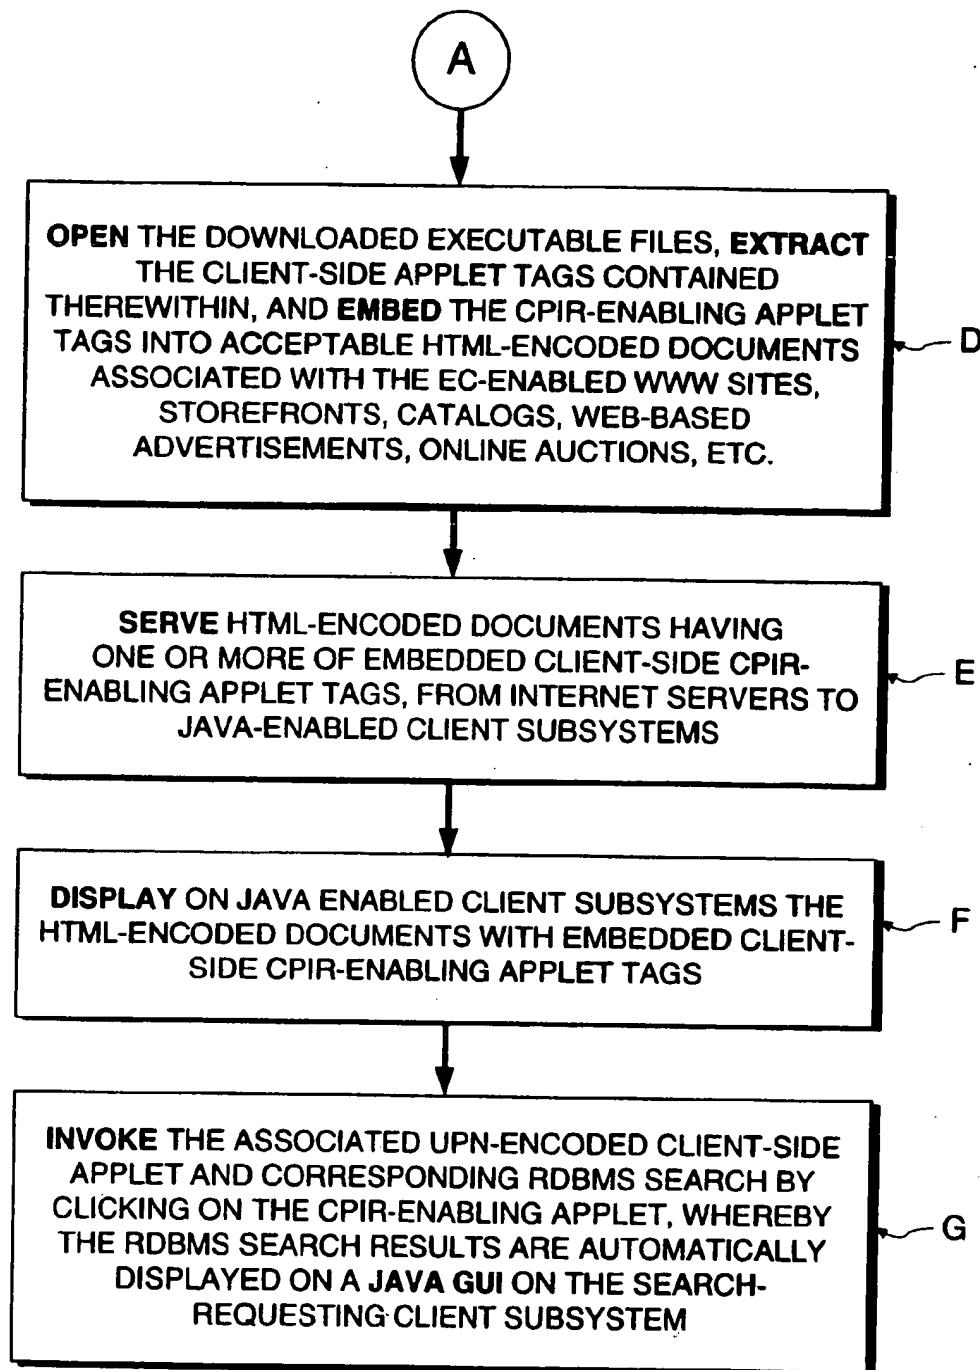 A
OPEN THE DOWNLOADED EXECUTABLE FILES, EXTRACT
THE CLIENT-SIDE APPLET TAGS CONTAINED
THEREWITHIN, AND EMBED THE CPIR-ENABLING APPLET
TAGS INTO ACCEPTABLE HTML-ENCODED DOCUMENTS
ASSOCIATED WITH THE EC-ENABLED WWW SITES,
STOREFRONTS, CATALOGS, WEB-BASED
ADVERTISEMENTS, ONLINE AUCTIONS, ETC.
D
SERVE HTML-ENCODED DOCUMENTS HAVING
ONE OR MORE OF EMBEDDED CLIENT-SIDE CPIR-
ENABLING APPLET TAGS, FROM INTERNET SERVERS TO
JAVA-ENABLED CLIENT SUBSYSTEMS
E
DISPLAY ON JAVA ENABLED CLIENT SUBSYSTEMS THE
HTML-ENCODED DOCUMENTS WITH EMBEDDED CLIENT-
SIDE CPIR-ENABLING APPLET TAGS
F
INVOKE THE ASSOCIATED UPN-ENCODED CLIENT-SIDE
APPLET AND CORRESPONDING RDBMS SEARCH BY
CLICKING ON THE CPIR-ENABLING APPLET, WHEREBY
THE RDBMS SEARCH RESULTS ARE AUTOMATICALLY
DISPLAYED ON A JAVA GUI ON THE SEARCH-
REQUESTING CLIENT SUBSYSTEM
G